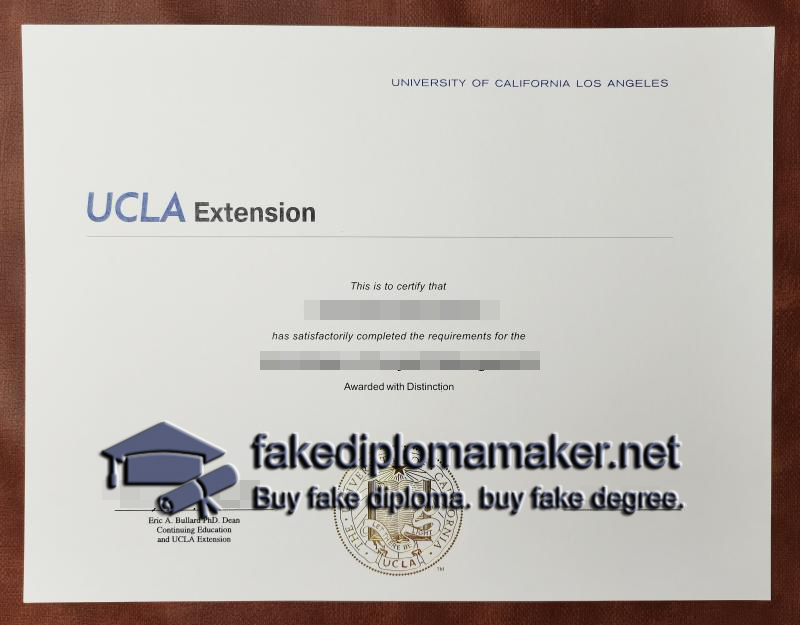 UNIVERSITY OF CALIFORNIA LOS ANGELES
UCLA Extension
This is to certify that
has satisfactorily completed the requirements for the
Awarded with Distinction
fakediplomamaker.net
Buy fake diploma. buy fake degree.
Eric A. Bullard PhD. Dean
Continuing Education
and UCLA Extension
UCLA
TM